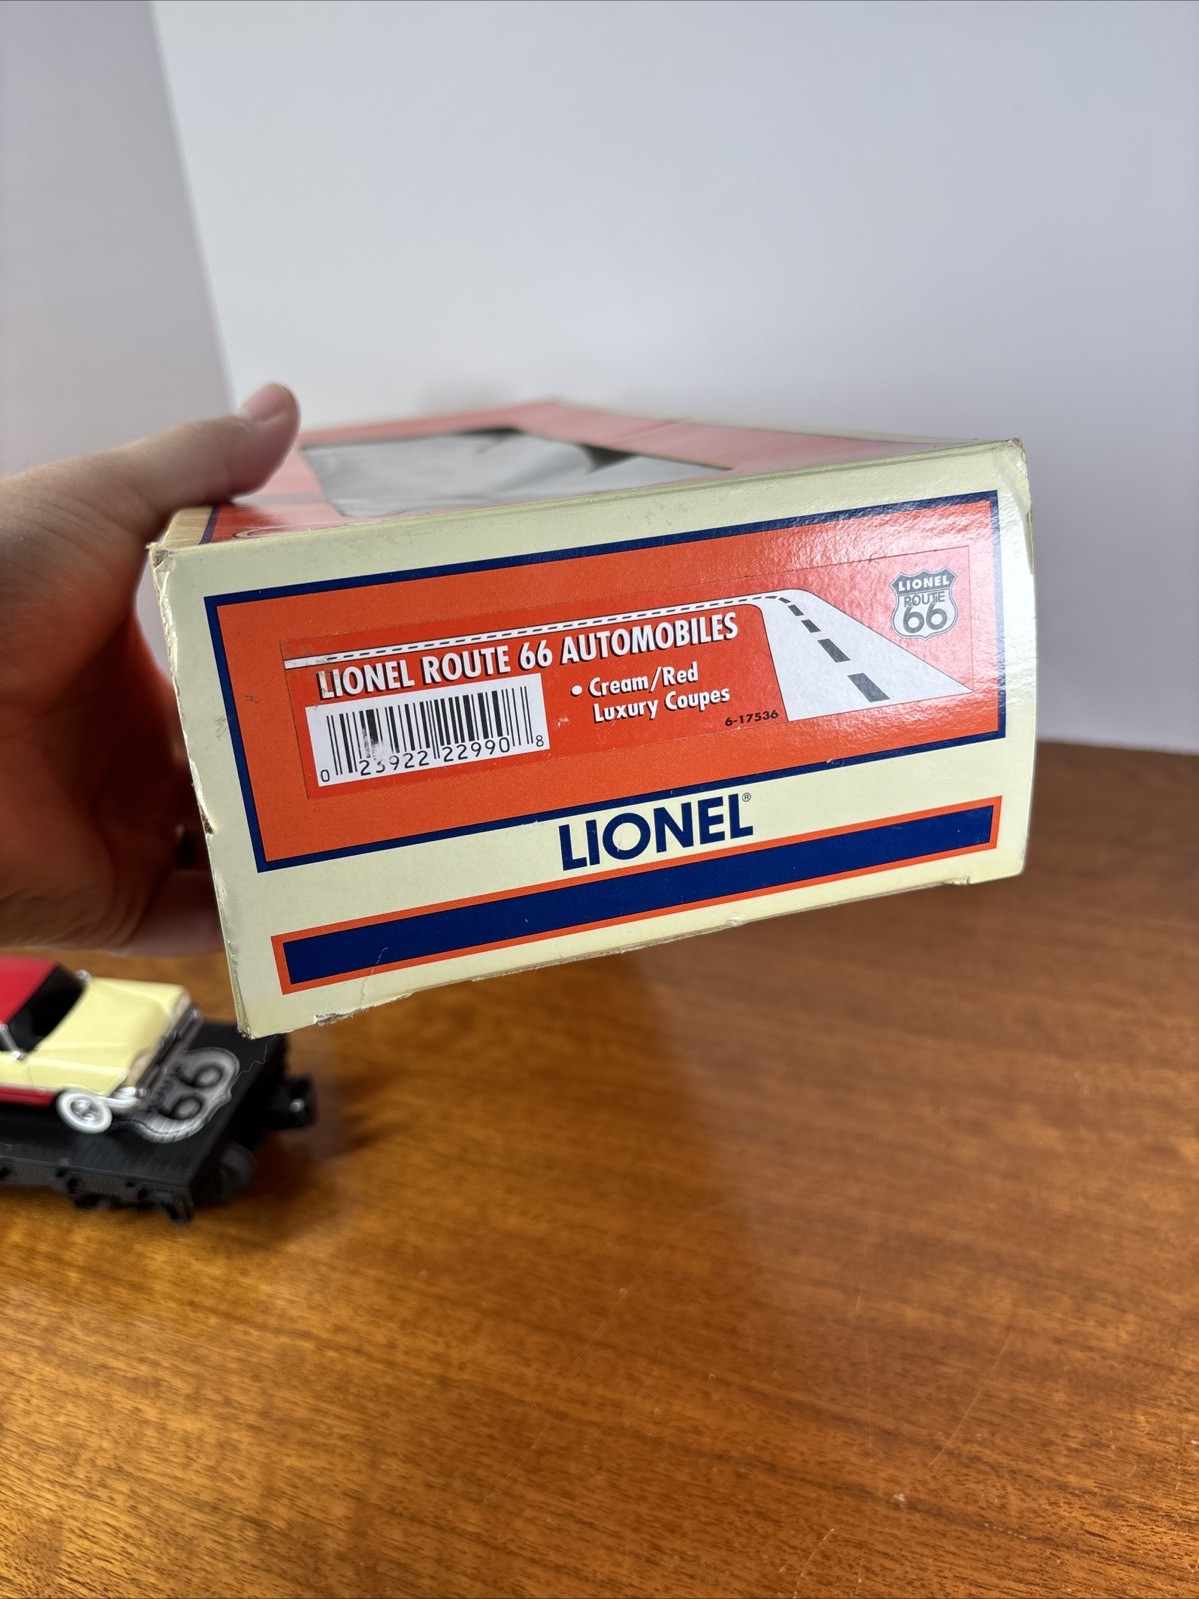 LIONEL
ROUTE
66
LIONEL ROUTE 66 AUTOMOBILES
• Cream/Red
Luxury Coupes
6-17536
0 23922 22990 8
LIONEL®
66